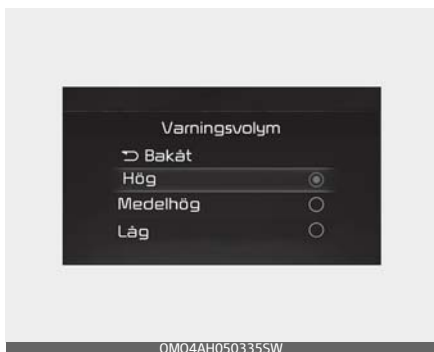 Varningsvolym
Bakåt
Hög
Medelhög
Låg
OMQ4AH050335SW